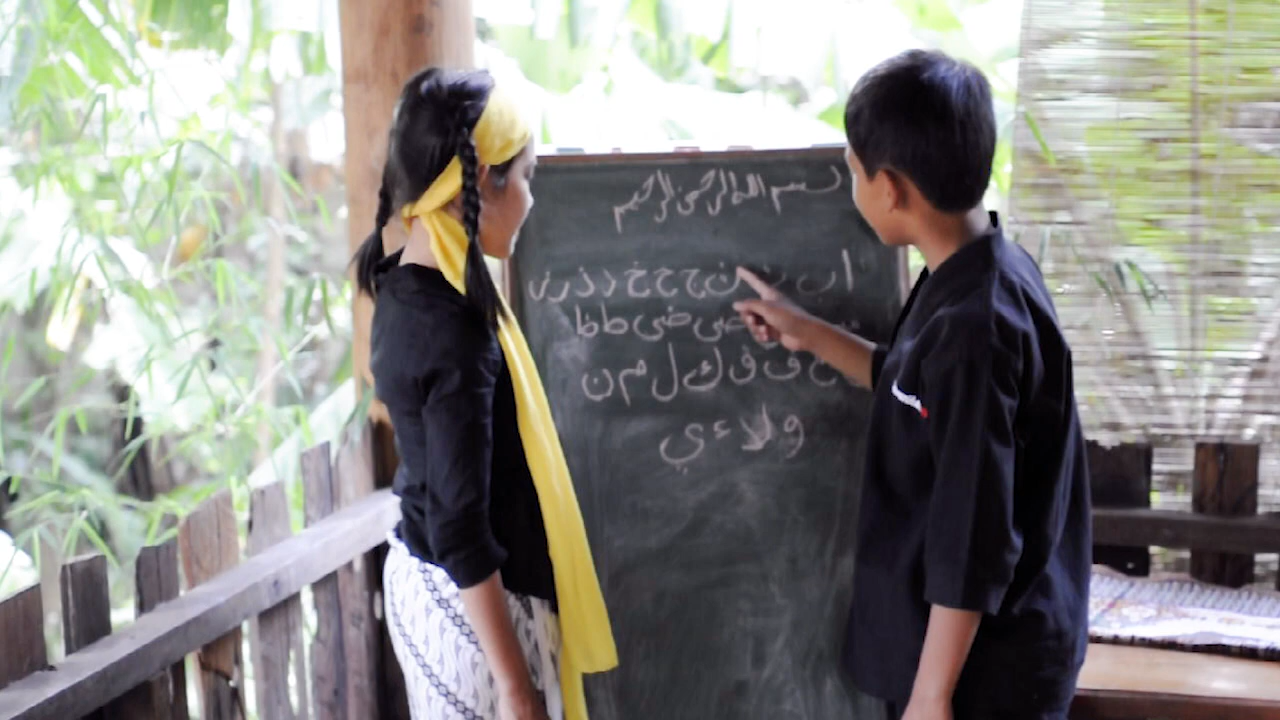 بسم الله الرحمن الرحيم
ا ب ج ح خ د ذ ر ز
ض ط ظ
ف ق ك ل م ن
و لا ء ي